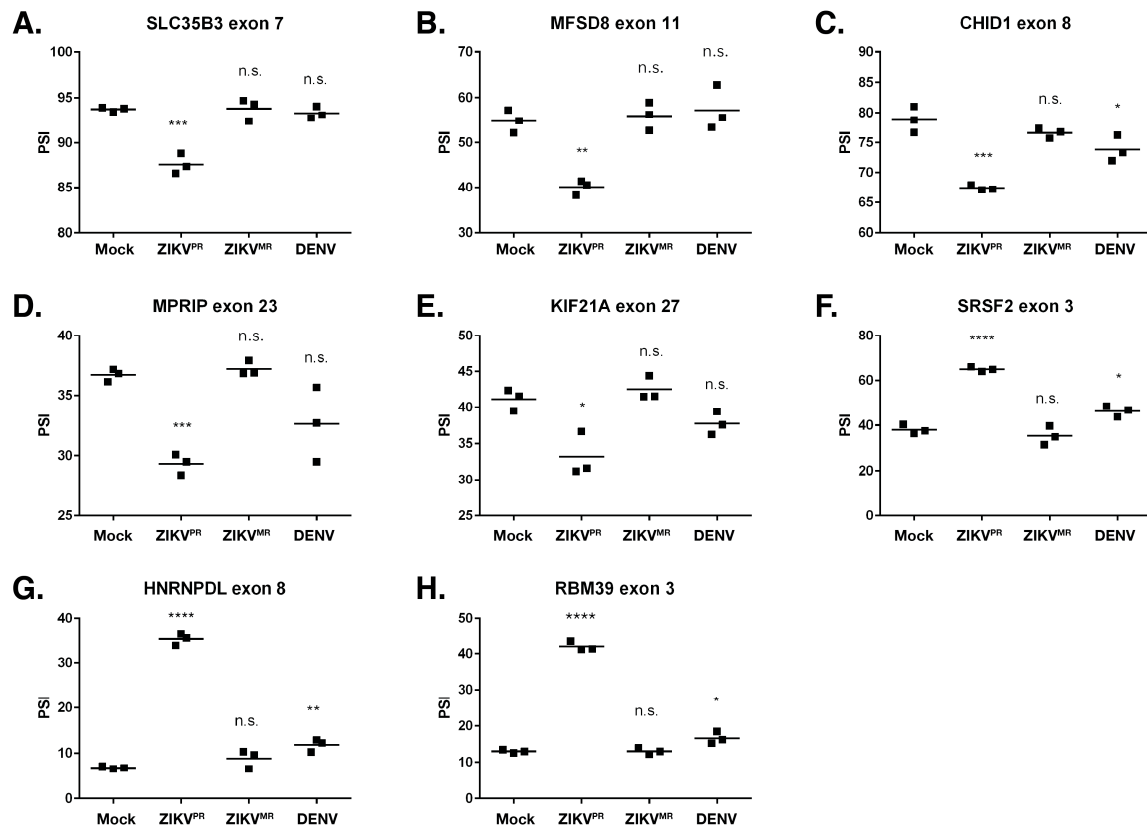 A. SLC35B3 exon 7
100
95
90
85
80
PSI
***
n.s.
n.s.
Mock ZIKVPR ZIKVMR DENV
B. MFSD8 exon 11
70
60
50
40
30
PSI
**
n.s.
n.s.
Mock ZIKVPR ZIKVMR DENV
C. CHID1 exon 8
90
85
80
75
70
65
60
PSI
***
n.s.
*
Mock ZIKVPR ZIKVMR DENV
D. MPRIP exon 23
40
35
30
25
PSI
***
n.s.
n.s.
Mock ZIKVPR ZIKVMR DENV
E. KIF21A exon 27
50
45
40
35
30
25
PSI
*
n.s.
n.s.
Mock ZIKVPR ZIKVMR DENV
F. SRSF2 exon 3
80
60
40
20
0
PSI
****
n.s.
*
Mock ZIKVPR ZIKVMR DENV
G. HNRNPDL exon 8
40
30
20
10
0
PSI
****
n.s.
**
Mock ZIKVPR ZIKVMR DENV
H. RBM39 exon 3
50
40
30
20
10
0
PSI
****
n.s.
*
Mock ZIKVPR ZIKVMR DENV